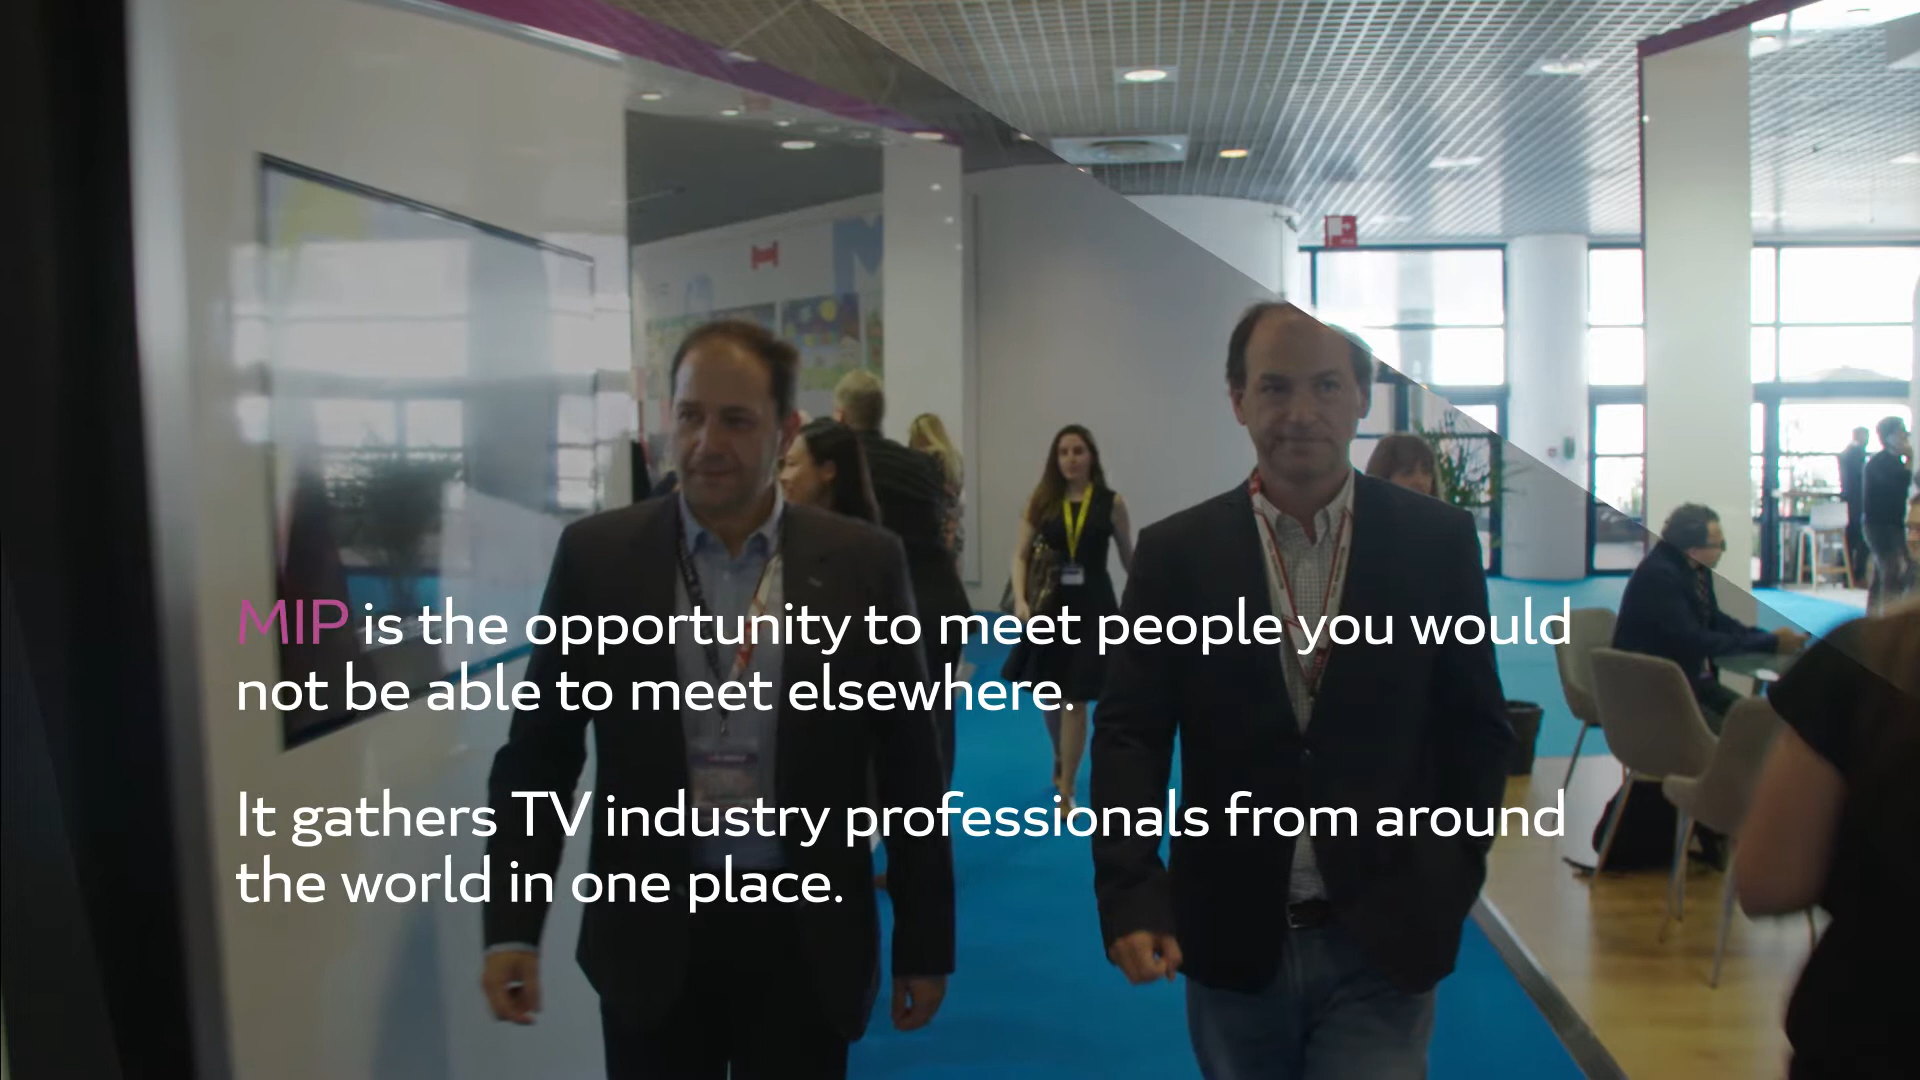 MIP is the opportunity to meet people you would
not be able to meet elsewhere.
It gathers TV industry professionals from around
the world in one place.